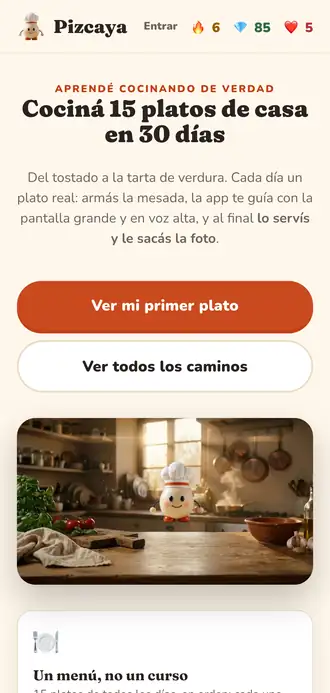 Pizcaya
Entrar
🔥 6
💎 85
❤️ 5
APRENDÉ COCINANDO DE VERDAD
Cociná 15 platos de casa
en 30 días
Del tostado a la tarta de verdura. Cada día un
plato real: armás la mesada, la app te guía con la
pantalla grande y en voz alta, y al final lo servís
y le sacás la foto.
Ver mi primer plato
Ver todos los caminos
Un menú, no un curso